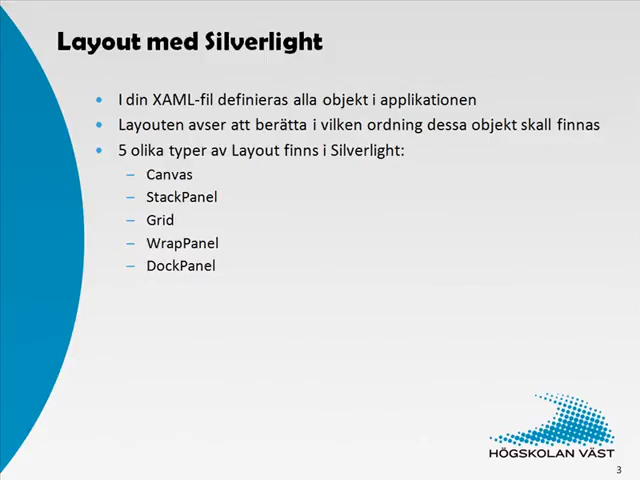 Layout med Silverlight
• I din XAML-fil definieras alla objekt i applikationen
• Layouten avser att berätta i vilken ordning dessa objekt skall finnas
• 5 olika typer av Layout finns i Silverlight:
– Canvas
– StackPanel
– Grid
– WrapPanel
– DockPanel
HÖGSKOLAN VÄST
3